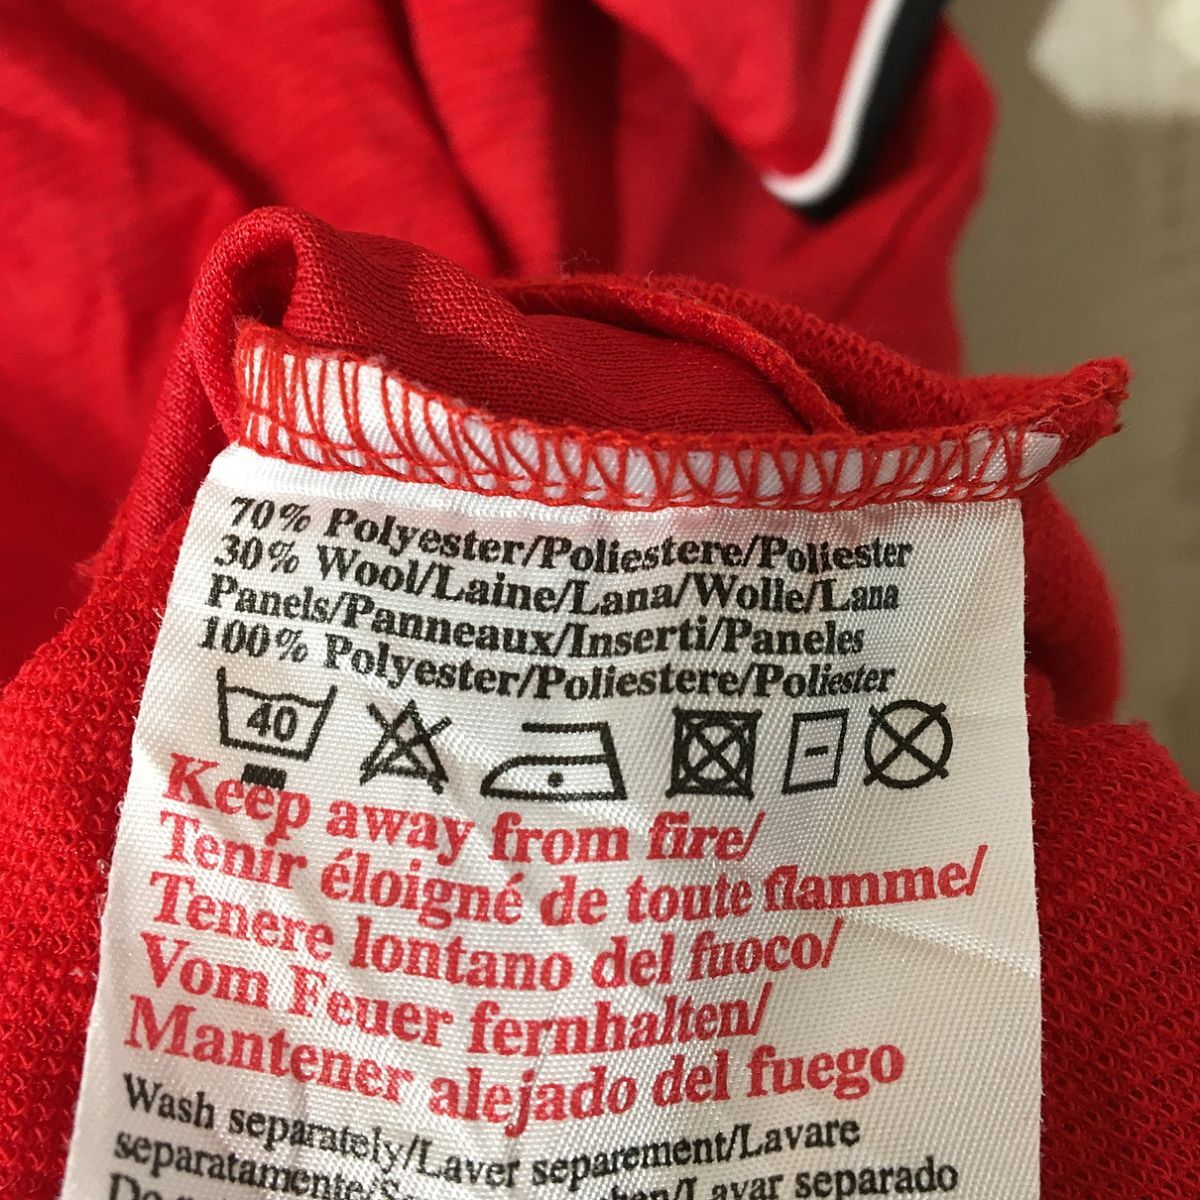 70% Polyester/Poliestere/Poliester
30% Wool/Laine/Lana/Wolle/Lana
Panels/Panneaux/Inserti/Paneles
100% Polyester/Poliestere/Poliester
40
Keep away from fire/
Tenir éloigné de toute flamme/
Tenere lontano del fuoco/
Vom Feuer fernhalten/
Mantener alejado del fuego
Wash separately/Laver separement/Lavare
separatamente/ Lavar separado